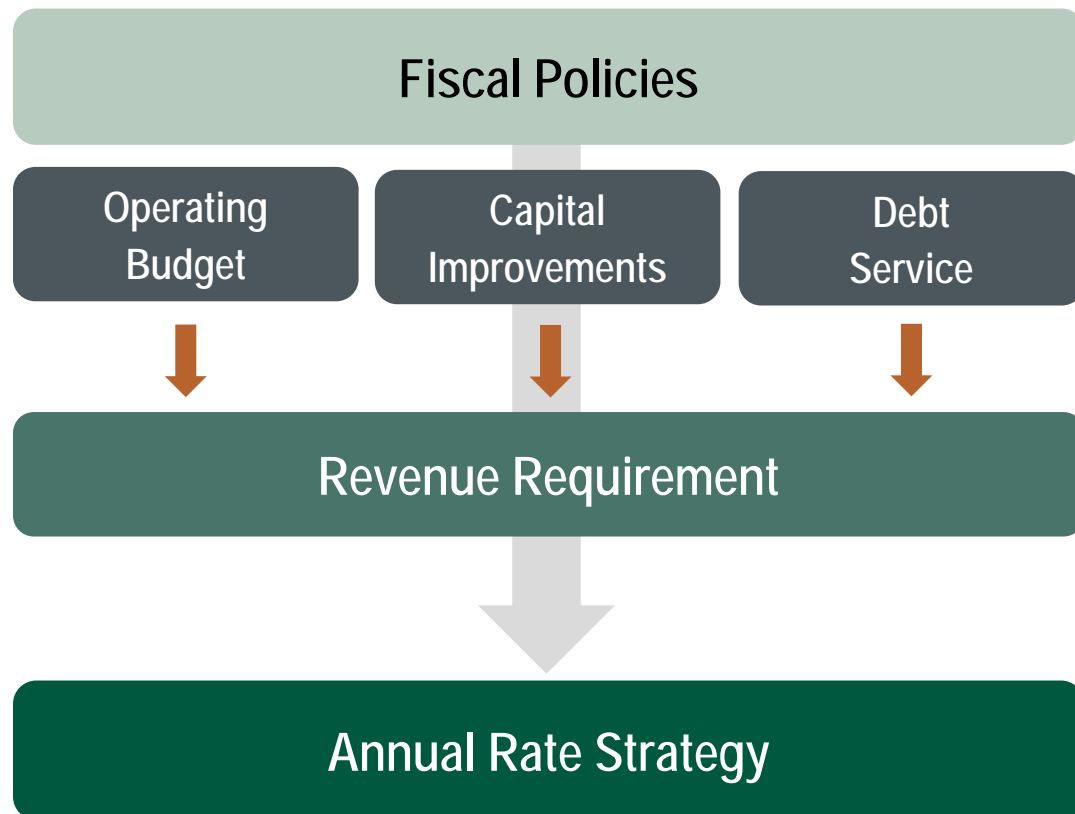 Fiscal Policies
Operating
Budget
Capital
Improvements
Debt
Service
Revenue Requirement
Annual Rate Strategy